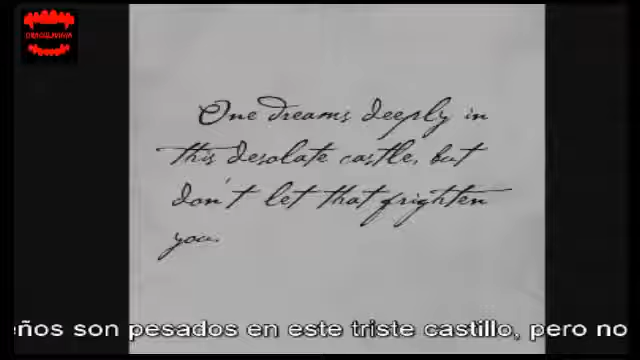 DRACULAVIUVA
One dreams deeply in
this desolate castle, but
don't let that frighten
you.
eños son pesados en este triste castillo, pero no